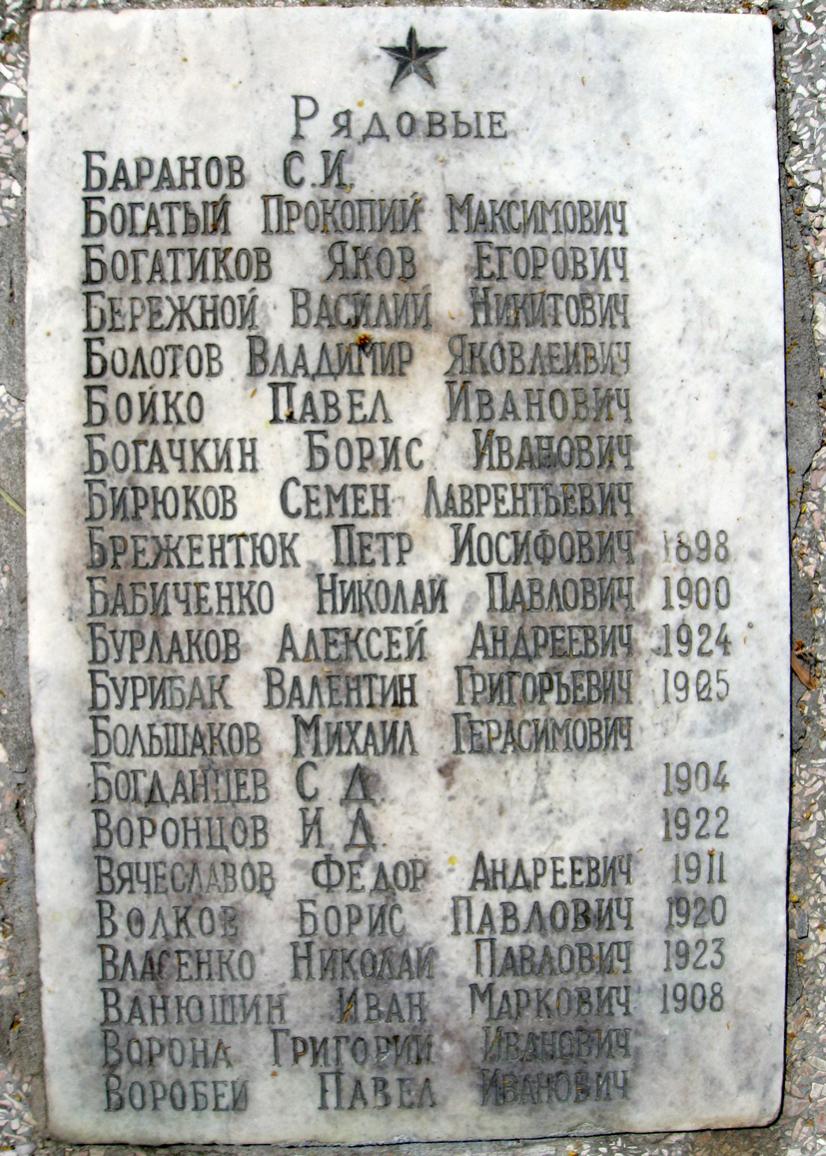 Рядовые
БАРАНОВ С.И.
БОГАТЫЙ ПРОКОПИЙ МАКСИМОВИЧ
БОГАТИКОВ ЯКОВ ЕГОРОВИЧ
БЕРЕЖНОЙ ВАСИЛИЙ НИКИТОВИЧ
БОЛОТОВ ВЛАДИМИР ЯКОВЛЕИВИЧ
БОЙКО ПАВЕЛ ИВАНОВИЧ
БОГАЧКИН БОРИС ИВАНОВИЧ
БИРЮКОВ СЕМЕН ЛАВРЕНТЬЕВИЧ
БРЕЖЕНТЮК ПЕТР ИОСИФОВИЧ 1898
БАБИЧЕНКО НИКОЛАЙ ПАВЛОВИЧ 1900
БУРЛАКОВ АЛЕКСЕЙ АНДРЕЕВИЧ 1924
БУРИБАК ВАЛЕНТИН ГРИГОРЬЕВИЧ 1925
БОЛЬШАКОВ МИХАИЛ ГЕРАСИМОВИЧ
БОГДАНЦЕВ С Д 1904
ВОРОНЦОВ И Д 1922
ВЯЧЕСЛАВОВ ФЕДОР АНДРЕЕВИЧ 1911
ВОЛКОВ БОРИС ПАВЛОВИЧ 1920
ВЛАСЕНКО НИКОЛАЙ ПАВЛОВИЧ 1923
ВАНЮШИН ИВАН МАРКОВИЧ 1908
ВОРОНА ГРИГОРИЙ ИВАНОВИЧ
ВОРОБЕЙ ПАВЕЛ ИВАНОВИЧ